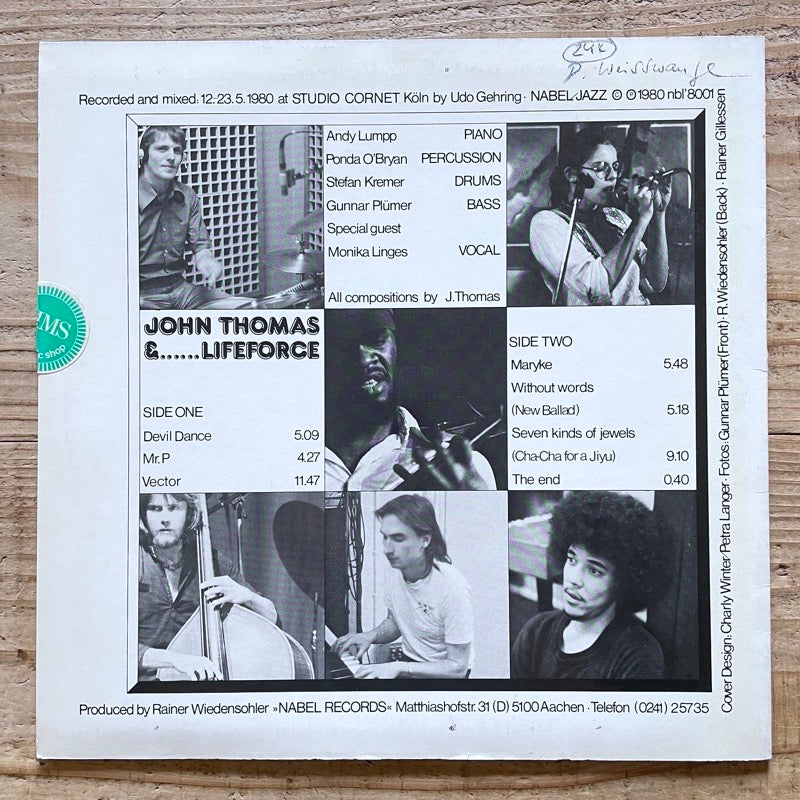 24k
D. Weisswange
Recorded and mixed: 12.-23. 5. 1980 at STUDIO CORNET Köln by Udo Gehring · NABEL-JAZZ © ℗ 1980 nbl' 8001
Andy Lumpp PIANO
Ponda O'Bryan PERCUSSION
Stefan Kremer DRUMS
Gunnar Plümer BASS
Special guest
Monika Linges VOCAL
All compositions by J.Thomas
JOHN THOMAS
&......LIFEFORCE
SIDE ONE
Devil Dance 5.09
Mr. P 4.27
Vector 11.47
SIDE TWO
Maryke 5.48
Without words
(New Ballad) 5.18
Seven kinds of jewels
(Cha-Cha for a Jiyu) 9.10
The end 0.40
Cover Design: Charly Winter/Petra Langer · Fotos: Gunnar Plümer (Front) · R. Wiedensohler (Back) · Rainer Gillessen
Produced by Rainer Wiedensohler »NABEL RECORDS« Matthiashofstr. 31 (D) 5100 Aachen · Telefon (0241) 25735